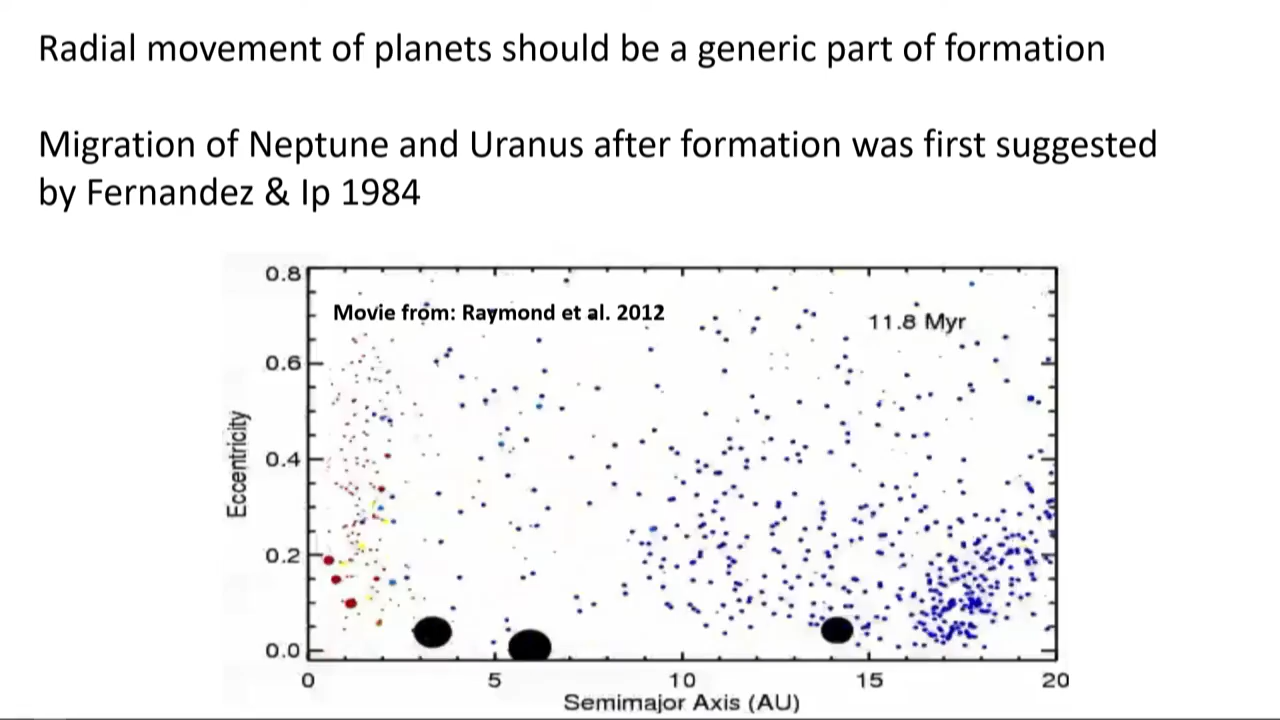 Radial movement of planets should be a generic part of formation
Migration of Neptune and Uranus after formation was first suggested
by Fernandez & Ip 1984
0.8
Movie from: Raymond et al. 2012
11.8 Myr
0.6
Eccentricity
0.4
0.2
0.0
0 5 10 15 20
Semimajor Axis (AU)